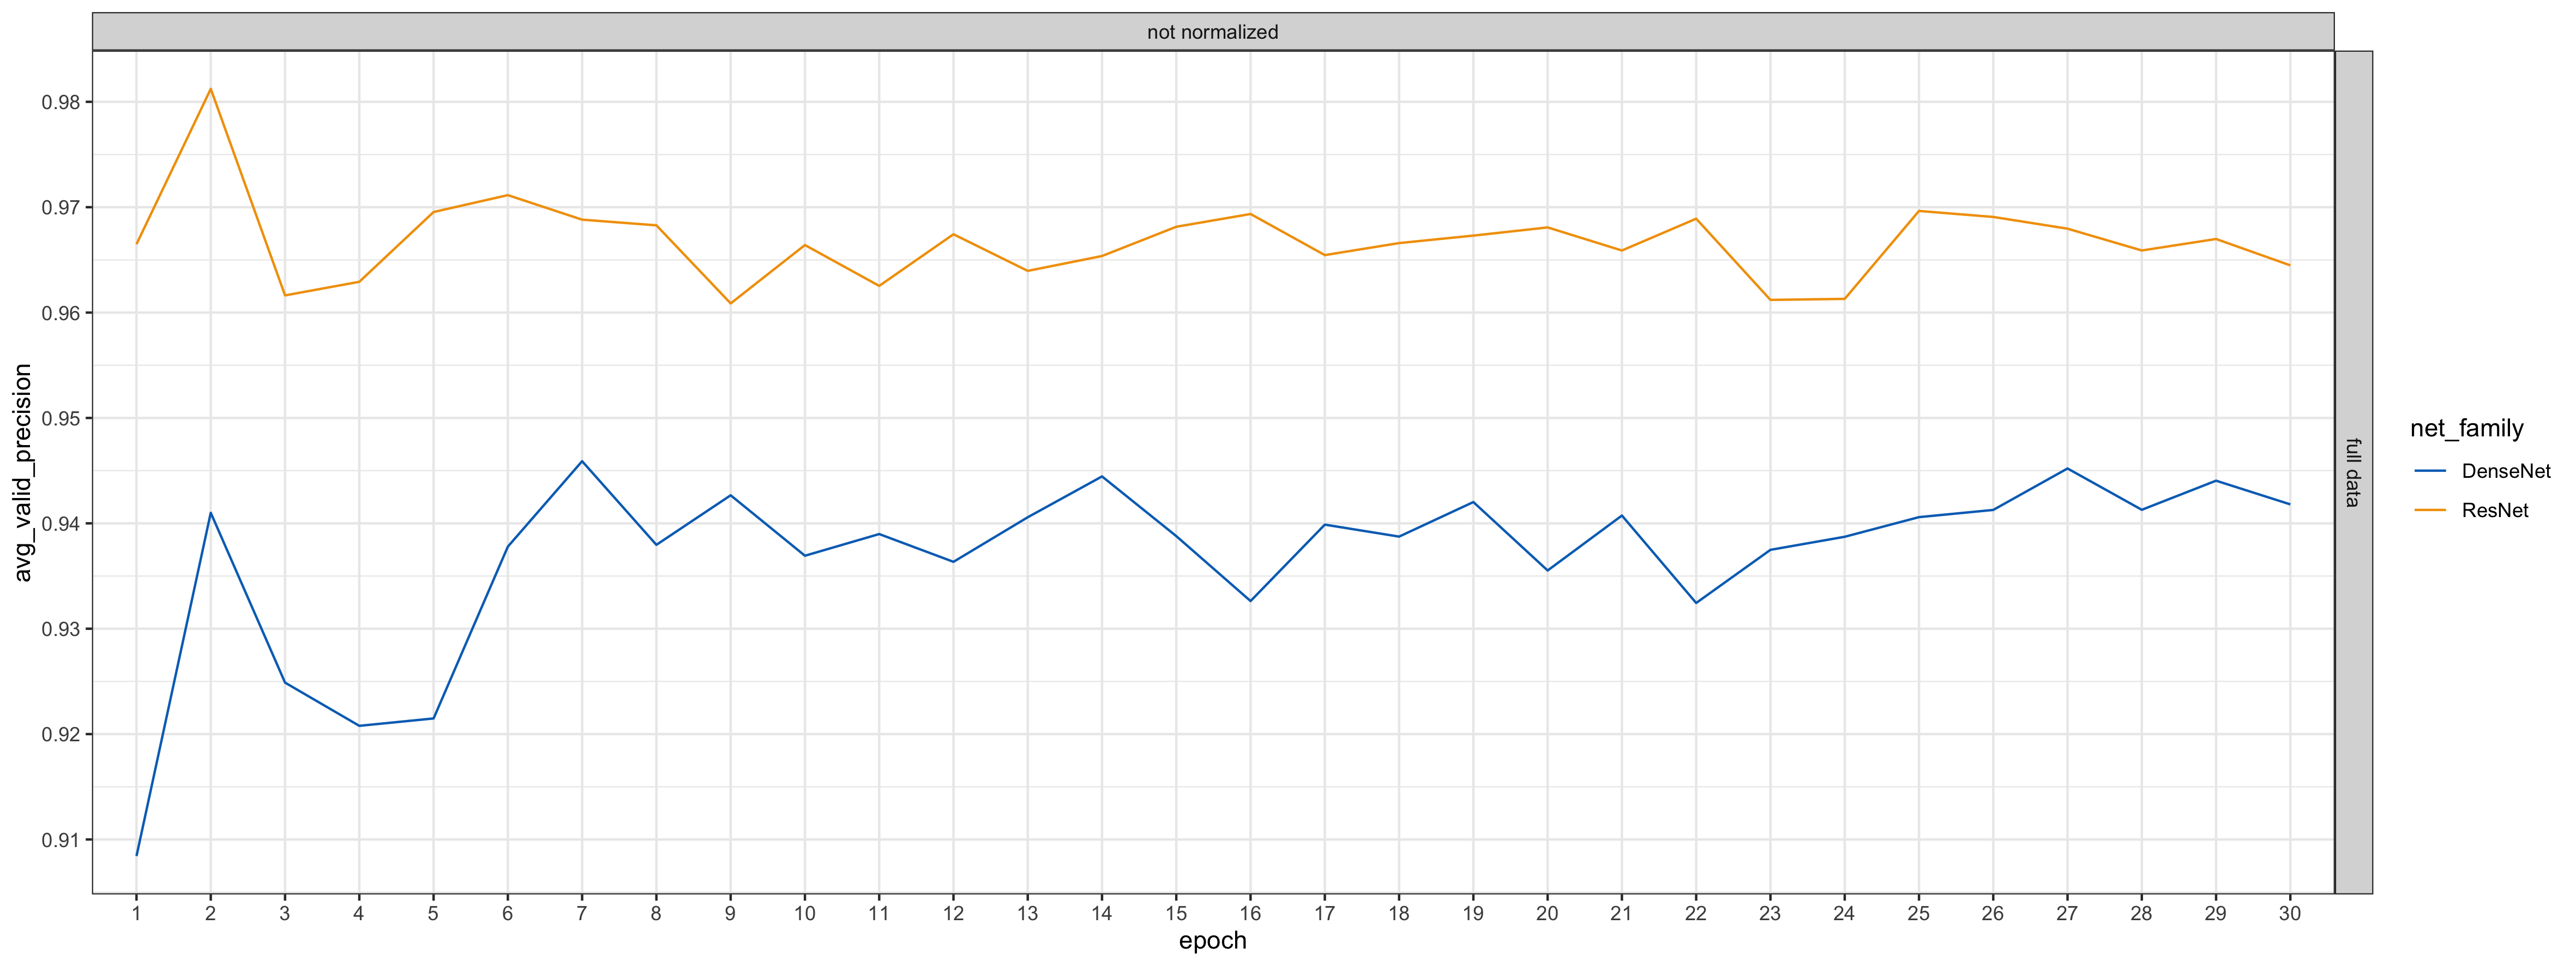 not normalized
0.98
0.97
0.96
0.95
0.94
0.93
0.92
0.91
avg_valid_precision
full data
net_family
DenseNet
ResNet
1 2 3 4 5 6 7 8 9 10 11 12 13 14 15 16 17 18 19 20 21 22 23 24 25 26 27 28 29 30
epoch